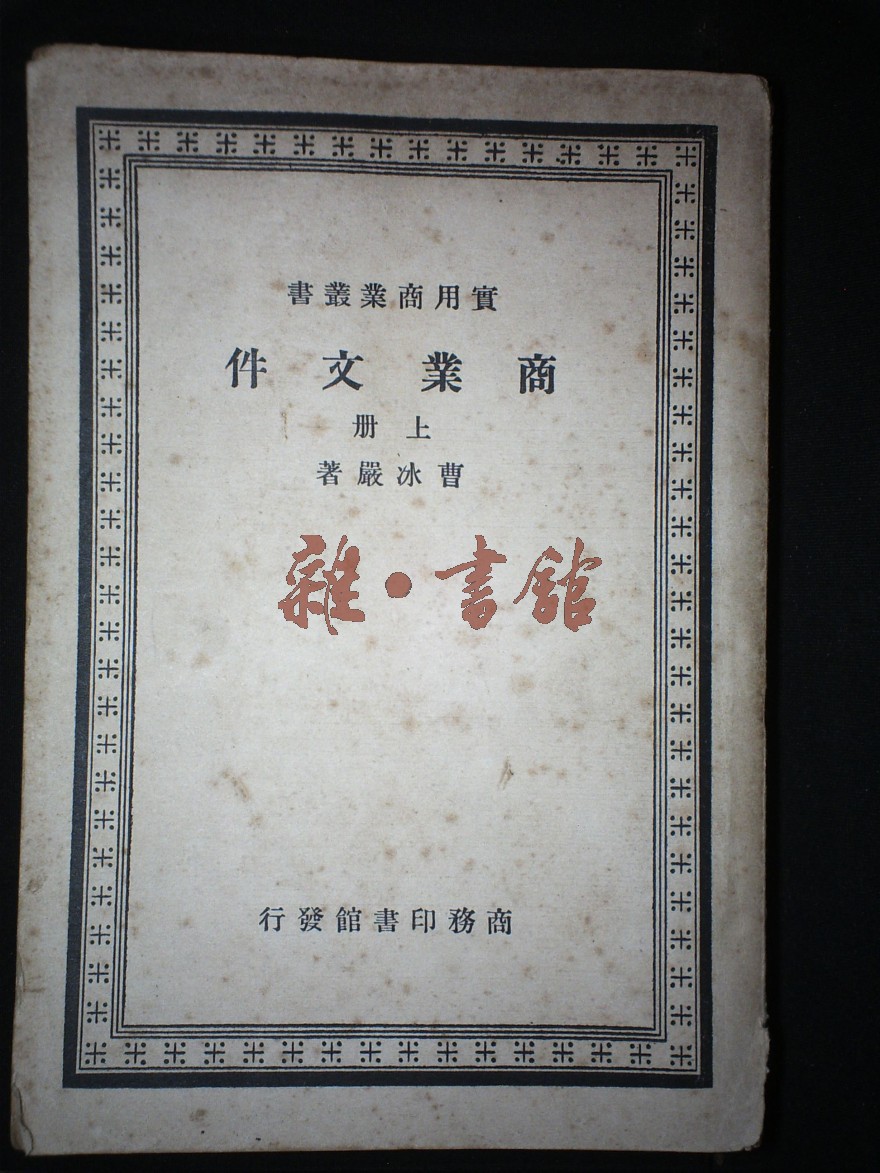 實用商業叢書
商業文件
上册
曹冰嚴著
雜·書館
商務印書館發行